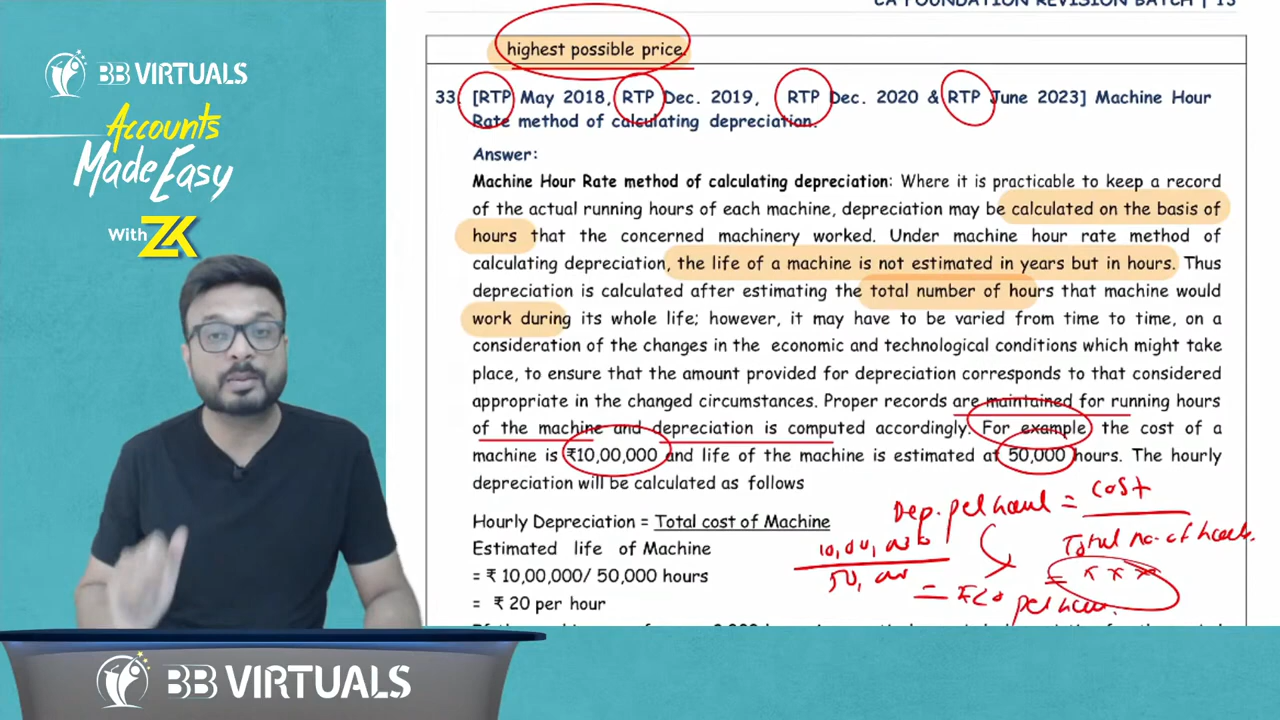 CA FOUNDATION REVISION BATCH | 13
BB VIRTUALS
Accounts
Made Easy
With ZK
highest possible price.
33. [RTP May 2018, RTP Dec. 2019, RTP Dec. 2020 & RTP June 2023] Machine Hour
Rate method of calculating depreciation.
Answer:
Machine Hour Rate method of calculating depreciation: Where it is practicable to keep a record
of the actual running hours of each machine, depreciation may be calculated on the basis of
hours that the concerned machinery worked. Under machine hour rate method of
calculating depreciation, the life of a machine is not estimated in years but in hours. Thus
depreciation is calculated after estimating the total number of hours that machine would
work during its whole life; however, it may have to be varied from time to time, on a
consideration of the changes in the economic and technological conditions which might take
place, to ensure that the amount provided for depreciation corresponds to that considered
appropriate in the changed circumstances. Proper records are maintained for running hours
of the machine and depreciation is computed accordingly. For example the cost of a
machine is ₹10,00,000 and life of the machine is estimated at 50,000 hours. The hourly
depreciation will be calculated as follows
Dep. per hour = cost
Total no. of hours.
= x x x
Hourly Depreciation = Total cost of Machine
Estimated life of Machine
= ₹ 10,00,000/ 50,000 hours
= ₹ 20 per hour
10,00,000
50,000
= ₹20 per hour.
BB VIRTUALS